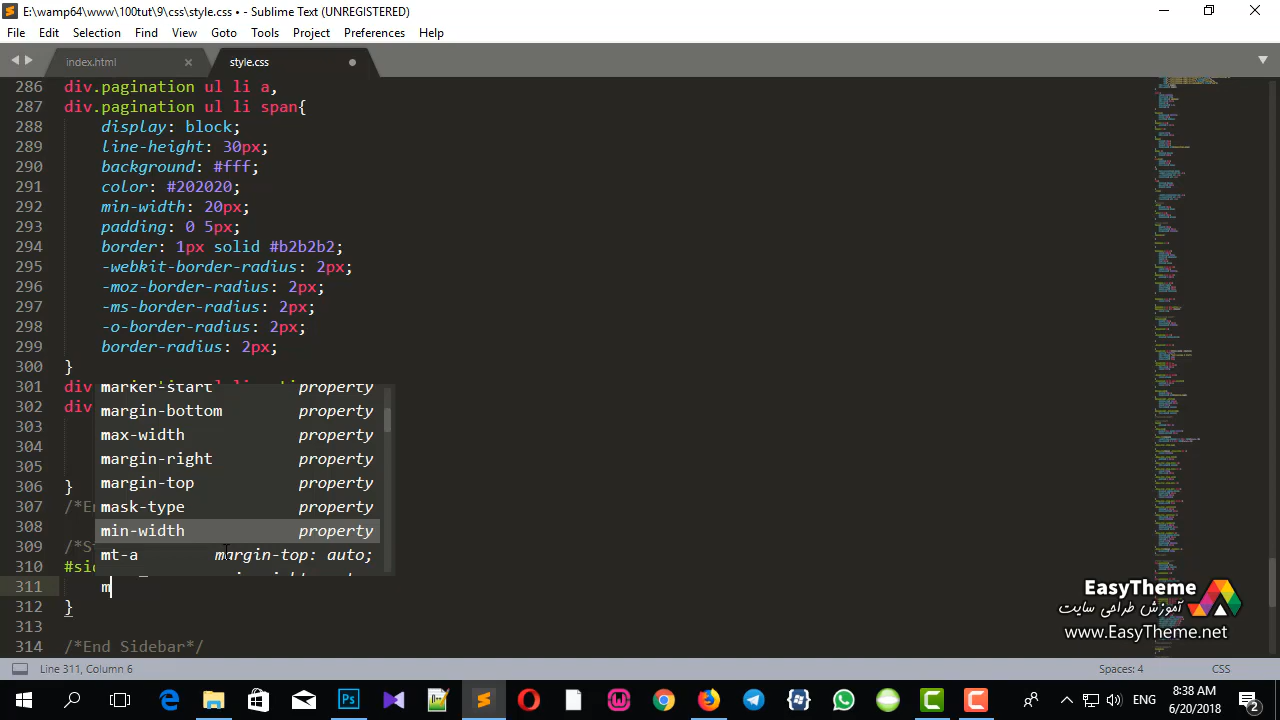 E:\wamp64\www\100tut\9\css\style.css • - Sublime Text (UNREGISTERED)
File Edit Selection Find View Goto Tools Project Preferences Help
index.html style.css
286 div.pagination ul li a,
287 div.pagination ul li span{
288 display: block;
289 line-height: 30px;
290 background: #fff;
291 color: #202020;
292 min-width: 20px;
293 padding: 0 5px;
294 border: 1px solid #b2b2b2;
295 -webkit-border-radius: 2px;
296 -moz-border-radius: 2px;
297 -ms-border-radius: 2px;
298 -o-border-radius: 2px;
299 border-radius: 2px;
300 }
301 div
302 div
303
304
305
306 }
307 /*E
308
309 /*S
310 #si
311 m
312 }
313
314 /*End Sidebar*/
marker-start property
margin-bottom property
max-width property
margin-right property
margin-top property
mask-type property
min-width property
mt-a margin-top: auto;
EasyTheme
آموزش طراحی سایت
www.EasyTheme.net
Line 311, Column 6 Spaces: 4 CSS
ENG 8:38 AM
6/20/2018 2